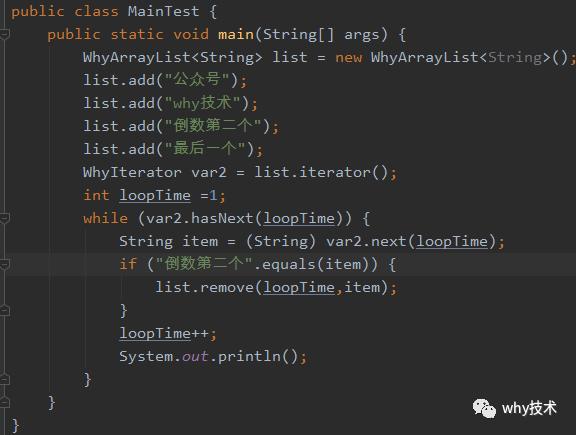 public class MainTest {
    public static void main(String[] args) {
        WhyArrayList<String> list = new WhyArrayList<String>();
        list.add("公众号");
        list.add("why技术");
        list.add("倒数第二个");
        list.add("最后一个");
        WhyIterator var2 = list.iterator();
        int loopTime =1;
        while (var2.hasNext(loopTime)) {
            String item = (String) var2.next(loopTime);
            if ("倒数第二个".equals(item)) {
                list.remove(loopTime,item);
            }
            loopTime++;
            System.out.println();
        }
    }
}
why技术